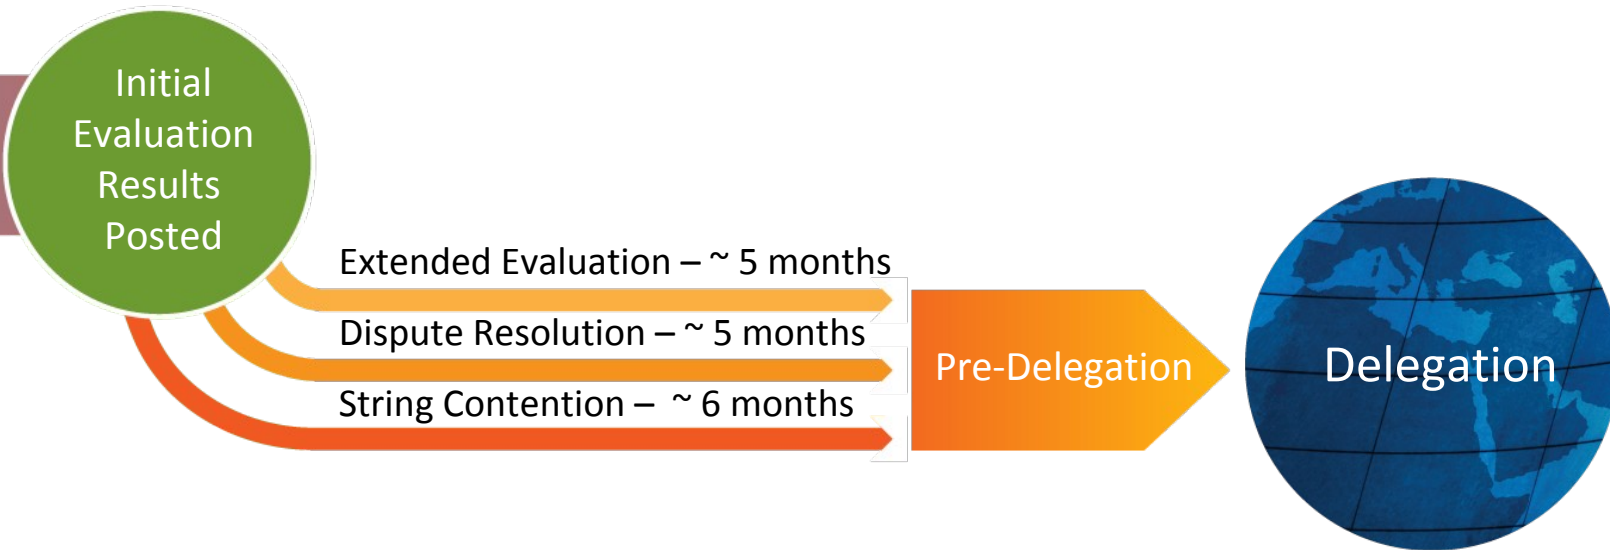 Initial
Evaluation
Results
Posted
Extended Evaluation – ~ 5 months
Dispute Resolution – ~ 5 months
String Contention – ~ 6 months
Pre-Delegation
Delegation